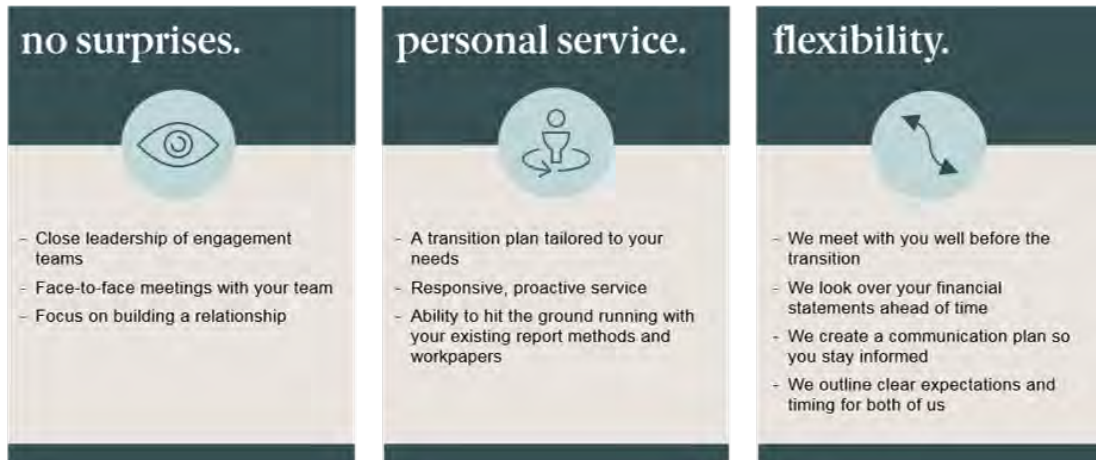 no surprises.
- Close leadership of engagement
teams
- Face-to-face meetings with your team
- Focus on building a relationship
personal service.
- A transition plan tailored to your
needs
- Responsive, proactive service
- Ability to hit the ground running with
your existing report methods and
workpapers
flexibility.
- We meet with you well before the
transition
- We look over your financial
statements ahead of time
- We create a communication plan so
you stay informed
- We outline clear expectations and
timing for both of us